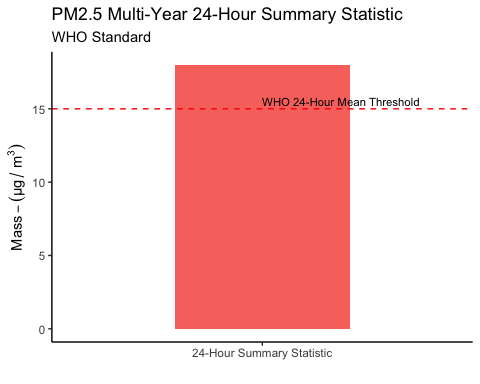 PM2.5 Multi-Year 24-Hour Summary Statistic
WHO Standard
Mass − (μg / m³)
15
10
5
0
WHO 24-Hour Mean Threshold
24-Hour Summary Statistic